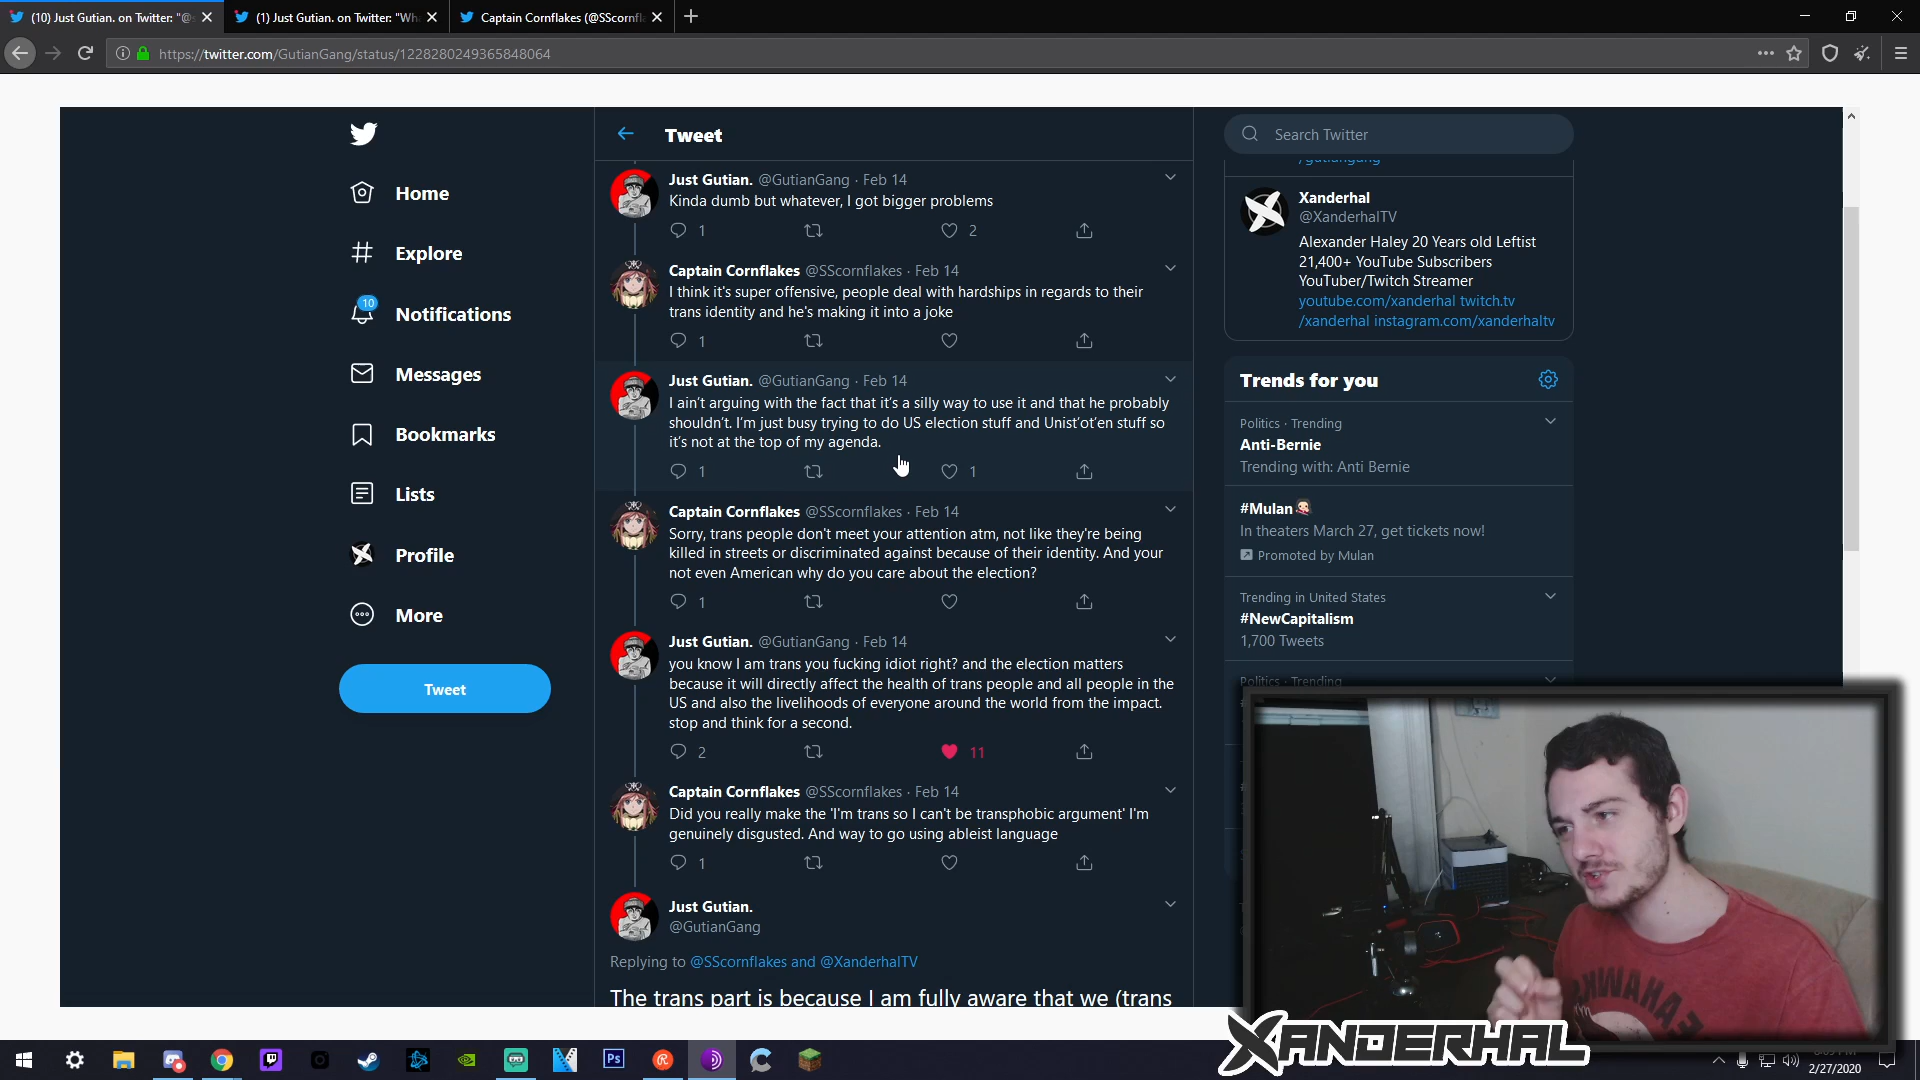 (10) Just Gutian. on Twitter: "@s
(1) Just Gutian. on Twitter: "Wh
Captain Cornflakes (@SScornfl
https://twitter.com/GutianGang/status/1228280249365848064
Tweet
Search Twitter
Home
Explore
10
Notifications
Messages
Bookmarks
Lists
Profile
More
Tweet
Just Gutian. @GutianGang · Feb 14
Kinda dumb but whatever, I got bigger problems
1
2
Captain Cornflakes @SScornflakes · Feb 14
I think it's super offensive, people deal with hardships in regards to their
trans identity and he's making it into a joke
1
Just Gutian. @GutianGang · Feb 14
I ain't arguing with the fact that it's a silly way to use it and that he probably
shouldn't. I'm just busy trying to do US election stuff and Unist'ot'en stuff so
it's not at the top of my agenda.
1
1
Captain Cornflakes @SScornflakes · Feb 14
Sorry, trans people don't meet your attention atm, not like they're being
killed in streets or discriminated against because of their identity. And your
not even American why do you care about the election?
1
Just Gutian. @GutianGang · Feb 14
you know I am trans you fucking idiot right? and the election matters
because it will directly affect the health of trans people and all people in the
US and also the livelihoods of everyone around the world from the impact.
stop and think for a second.
2
11
Captain Cornflakes @SScornflakes · Feb 14
Did you really make the 'I'm trans so I can't be transphobic argument' I'm
genuinely disgusted. And way to go using ableist language
1
Just Gutian.
@GutianGang
Replying to @SScornflakes and @XanderhalTV
The trans part is because I am fully aware that we (trans
/gutiangang
Xanderhal
@XanderhalTV
Alexander Haley 20 Years old Leftist
21,400+ YouTube Subscribers
YouTuber/Twitch Streamer
youtube.com/xanderhal twitch.tv
/xanderhal instagram.com/xanderhaltv
Trends for you
Politics · Trending
Anti-Bernie
Trending with: Anti Bernie
#Mulan
In theaters March 27, get tickets now!
Promoted by Mulan
Trending in United States
#NewCapitalism
1,700 Tweets
Politics · Trending
XANDERHAL
Ps
2/27/2020